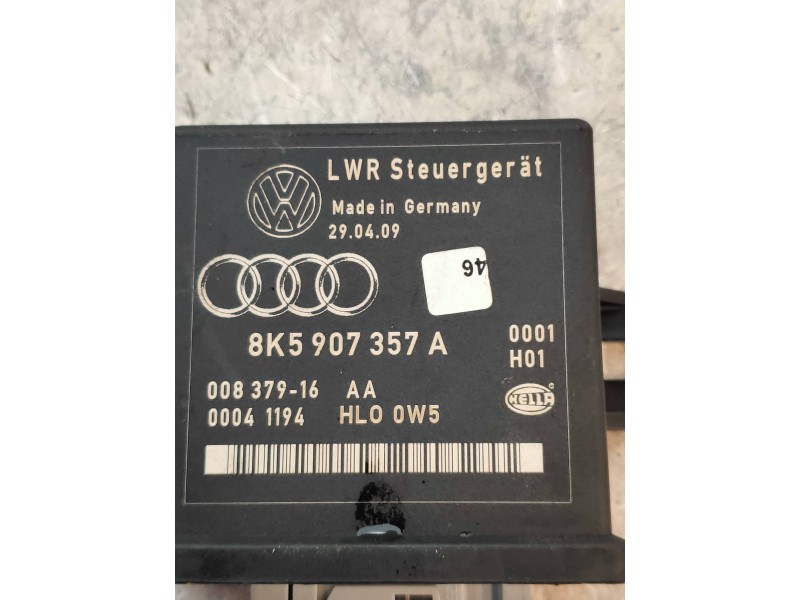 LWR Steuergerät
Made in Germany
29.04.09
46
8K5 907 357 A
0001
H01
008 379-16 AA
0004 1194 HLO 0W5
HELLA